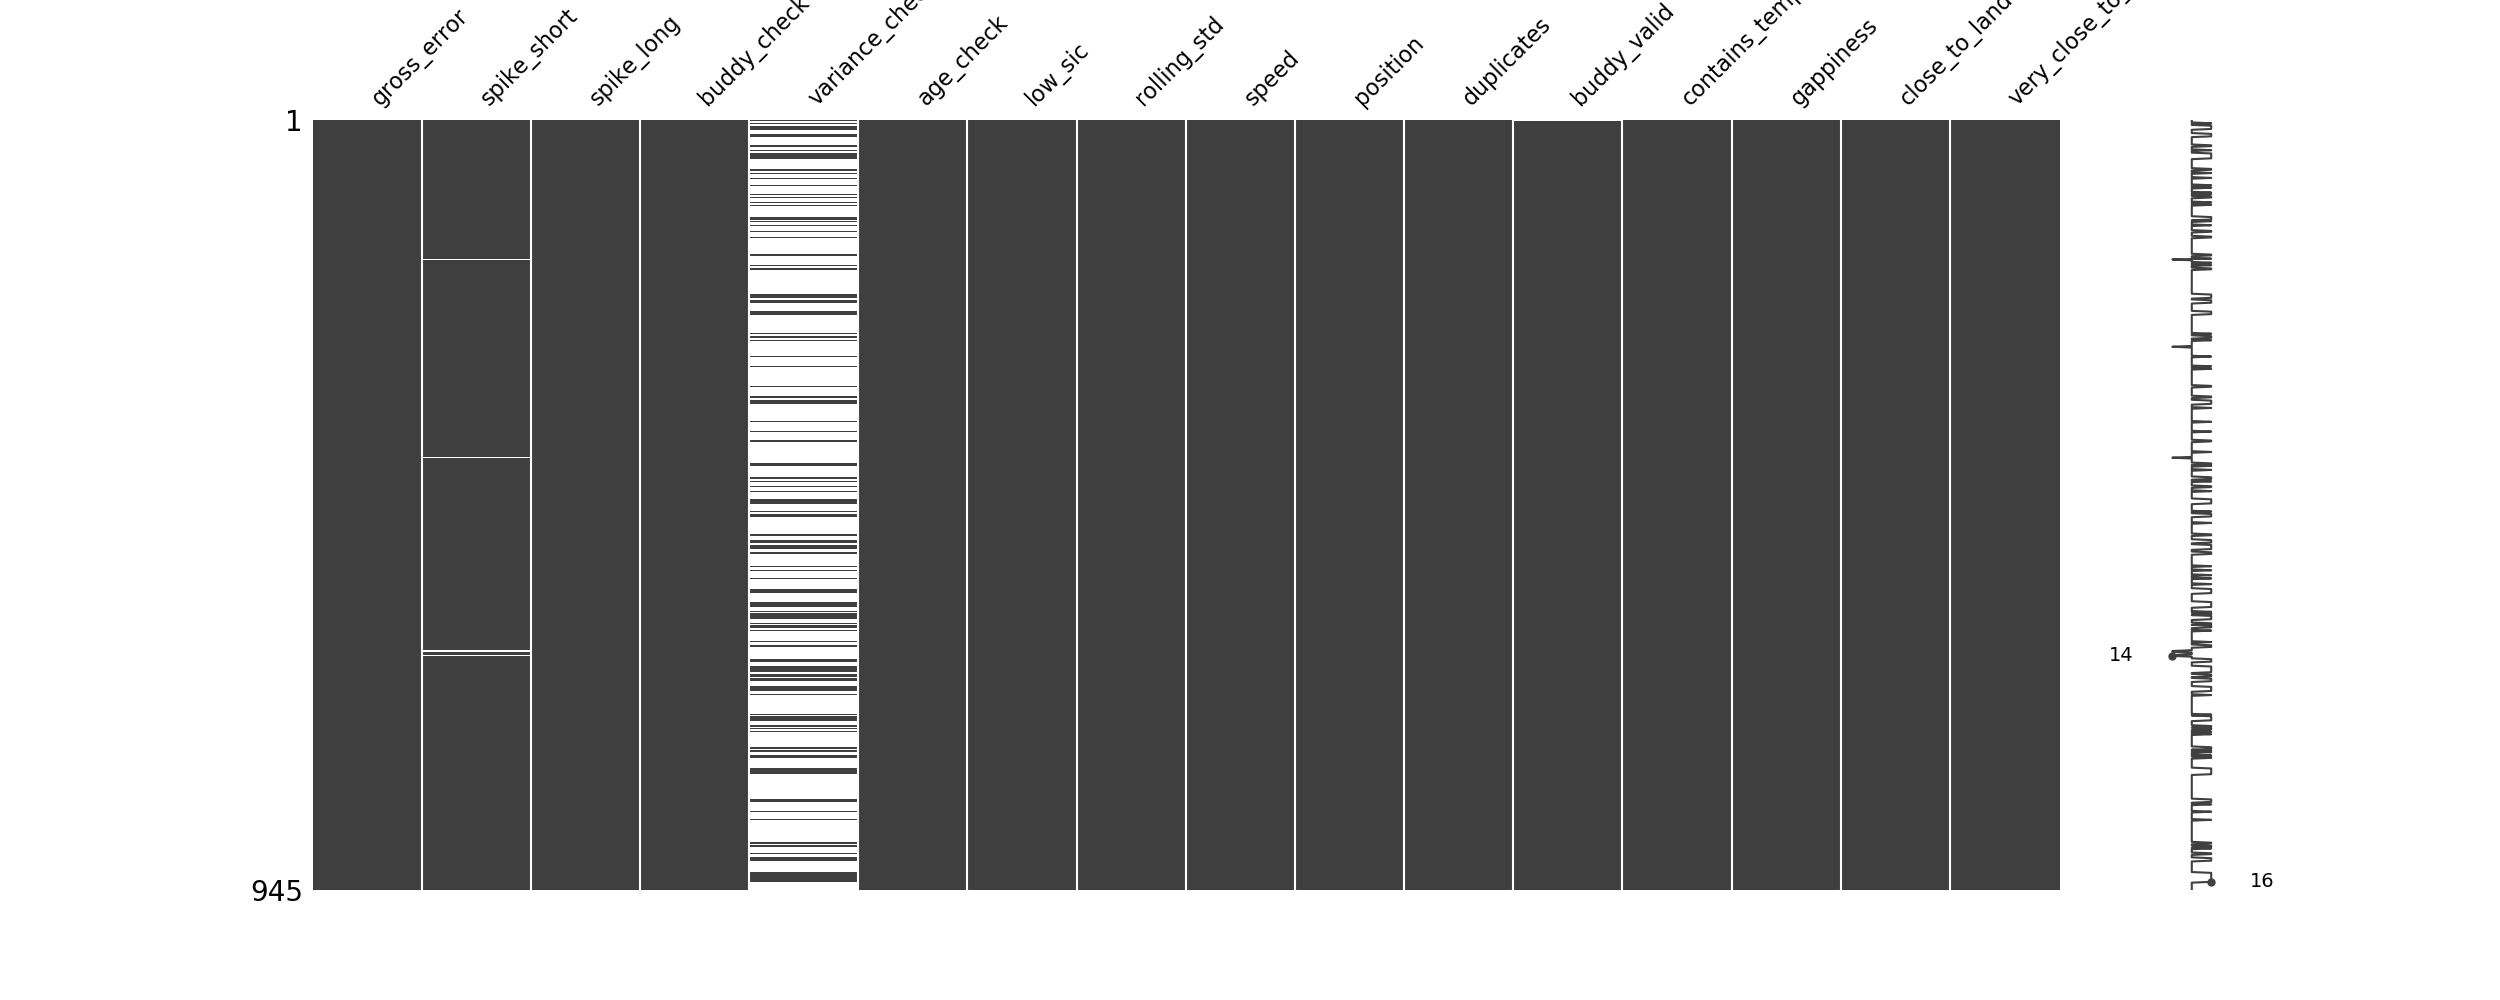 gross_error
spike_short
spike_long
buddy_check
age_check
low_sic
rolling_std
speed
position
duplicates
buddy_valid
gappiness
close_to_land
1
945
14
16